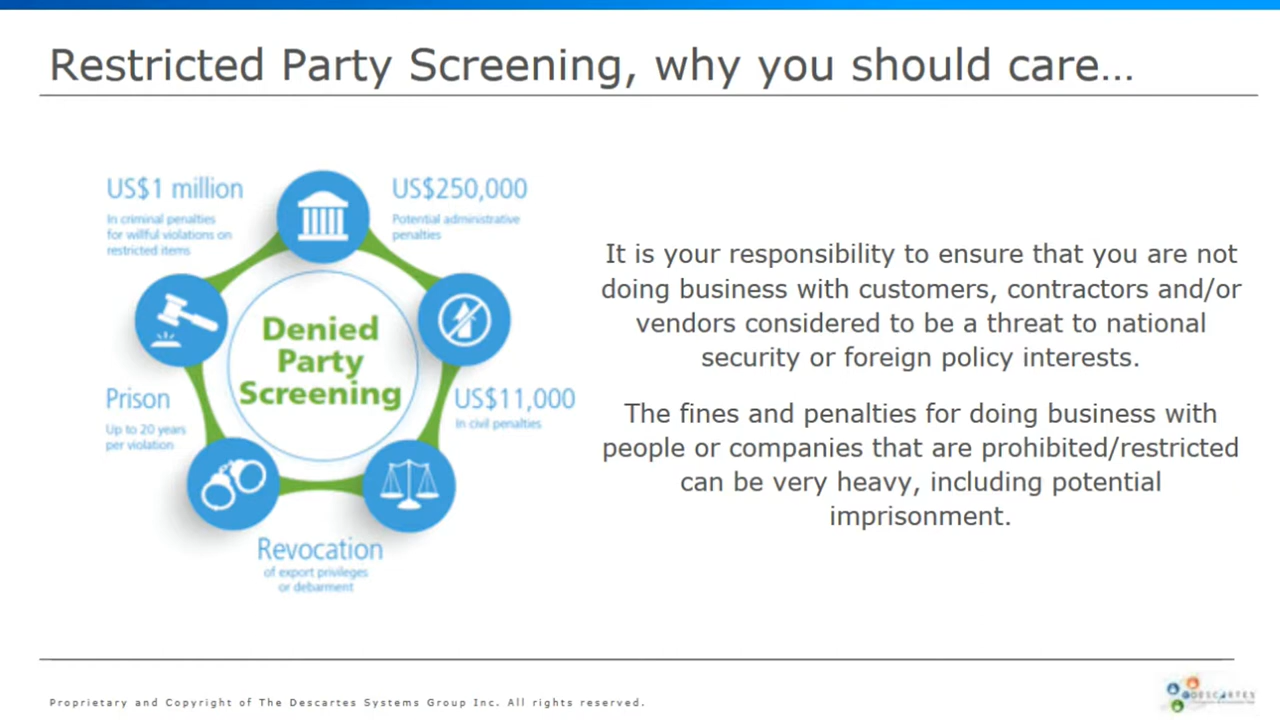 Restricted Party Screening, why you should care...
US$1 million
In criminal penalties
for willful violations on
restricted items
US$250,000
Potential administrative
penalties
Denied
Party
Screening
Prison
Up to 20 years
per violation
US$11,000
In civil penalties
Revocation
of export privileges
or debarment
It is your responsibility to ensure that you are not
doing business with customers, contractors and/or
vendors considered to be a threat to national
security or foreign policy interests.
The fines and penalties for doing business with
people or companies that are prohibited/restricted
can be very heavy, including potential
imprisonment.
Proprietary and Copyright of The Descartes Systems Group Inc. All rights reserved.
DESCARTES